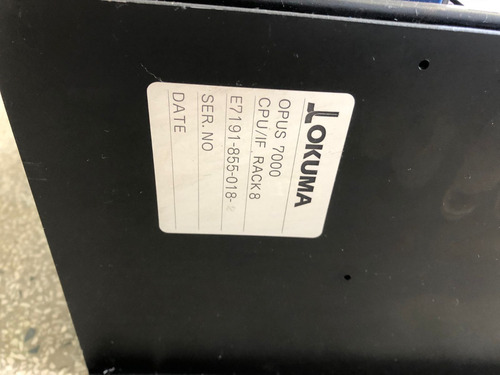 OKUMA
OPUS 7000
CPU/IF RACK8
E7191-855-018-
SER.NO
DATE